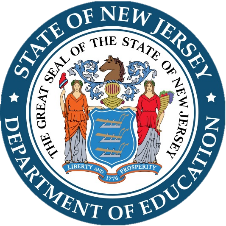 STATE OF NEW JERSEY
THE GREAT SEAL OF THE STATE OF NEW JERSEY
LIBERTY AND PROSPERITY
1776
DEPARTMENT OF EDUCATION